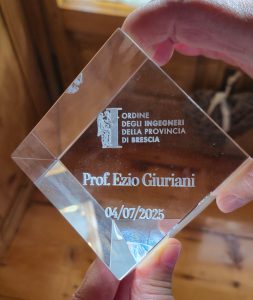 ORDINE
DEGLI INGEGNERI
DELLA PROVINCIA
DI BRESCIA
Prof. Ezio Giuriani
04/07/2025